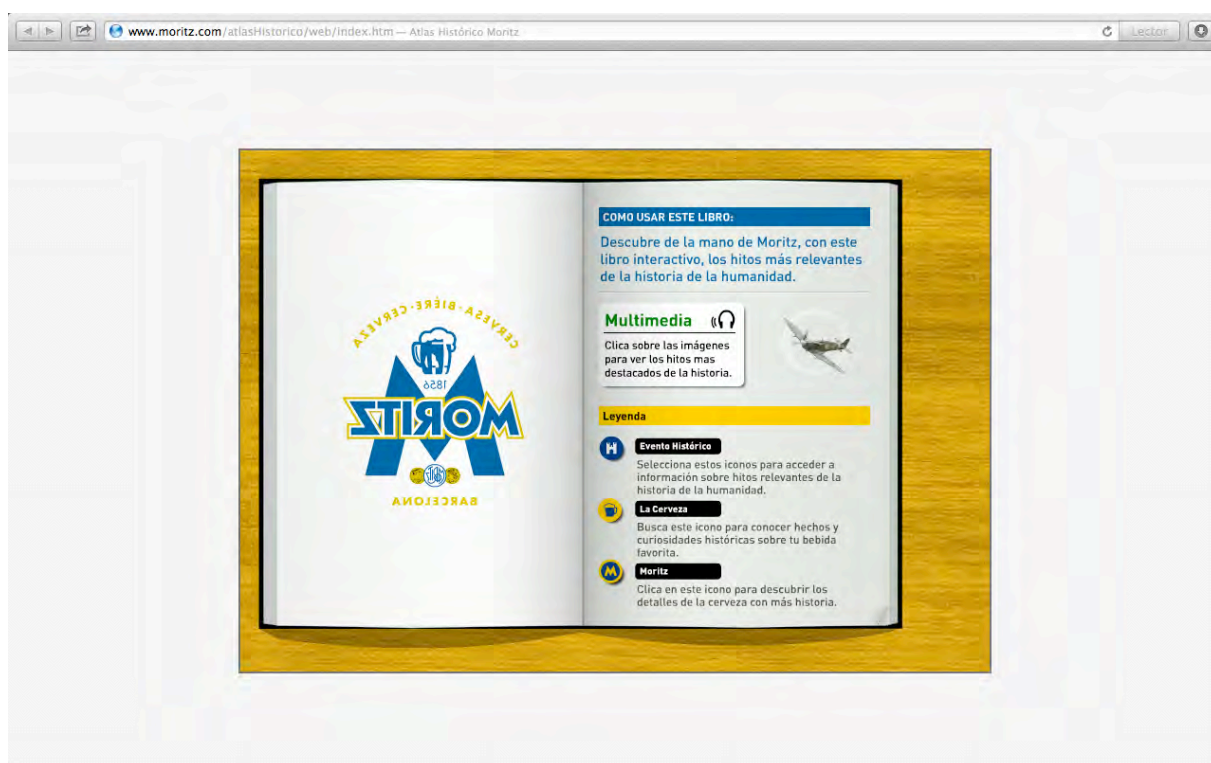 www.moritz.com/atlasHistorico/web/index.htm — Atlas Histórico Moritz
Lector
CERVESA·BIÈRE·CERVEZA
1856
MORITZ
BARCELONA
COMO USAR ESTE LIBRO:
Descubre de la mano de Moritz, con este
libro interactivo, los hitos más relevantes
de la historia de la humanidad.
Multimedia
Clica sobre las imágenes
para ver los hitos mas
destacados de la historia.
Leyenda
H
Evento Histórico
Selecciona estos iconos para acceder a
información sobre hitos relevantes de la
historia de la humanidad.
La Cerveza
Busca este icono para conocer hechos y
curiosidades históricas sobre tu bebida
favorita.
M
Moritz
Clica en este icono para descubrir los
detalles de la cerveza con más historia.